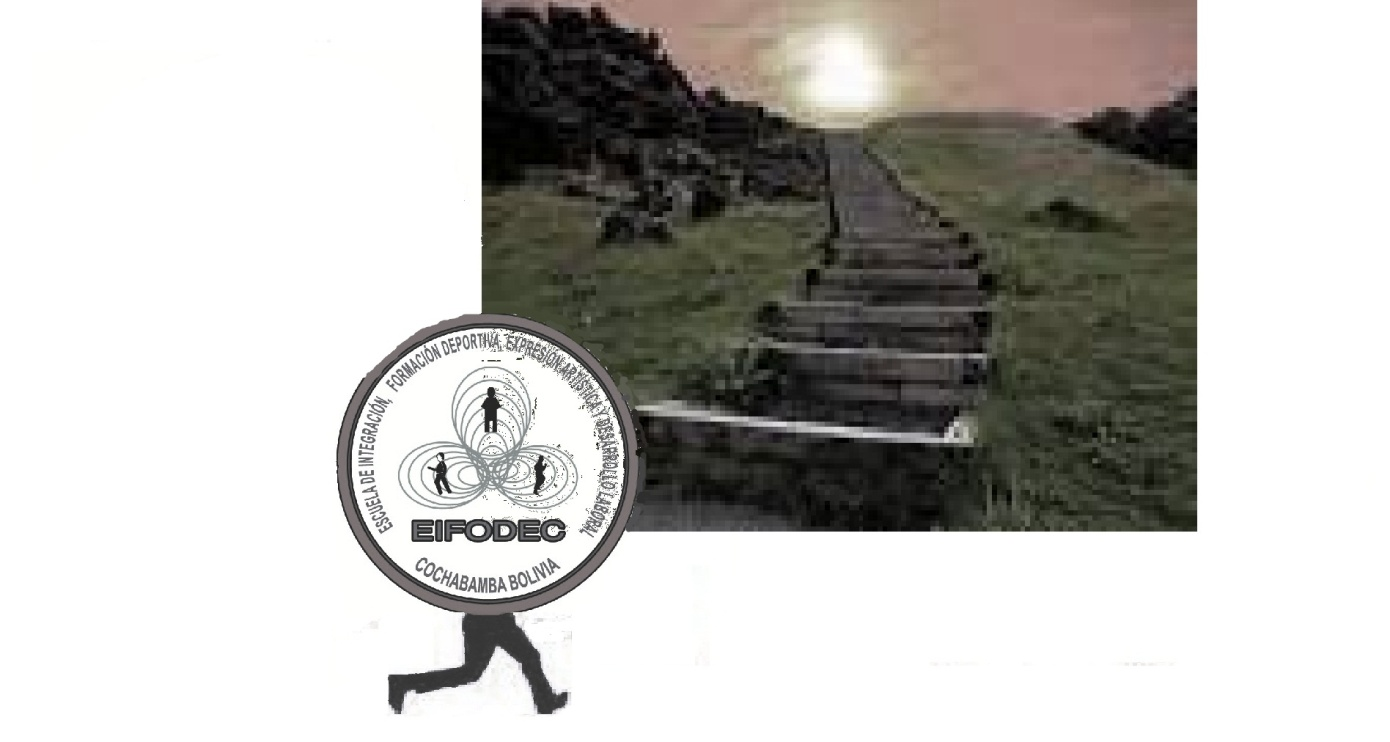 ESCUELA DE INTEGRACIÓN, FORMACIÓN DEPORTIVA, EXPRESIÓN ARTÍSTICA Y DESARROLLO LABORAL
EIFODEC
COCHABAMBA BOLIVIA